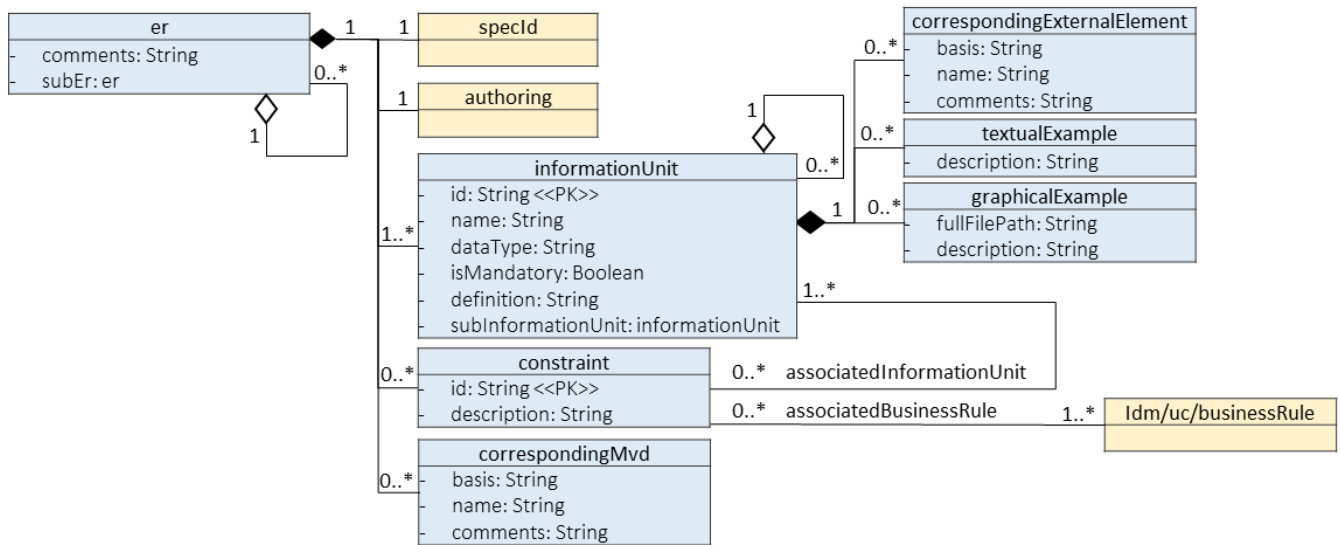 er
- comments: String
- subEr: er
1
1
specId
0..*
1
1
authoring
informationUnit
- id: String <<PK>>
- name: String
- dataType: String
- isMandatory: Boolean
- definition: String
- subInformationUnit: informationUnit
1..*
1
0..*
1
correspondingExternalElement
- basis: String
- name: String
- comments: String
0..*
textualExample
- description: String
0..*
graphicalExample
- fullFilePath: String
- description: String
0..*
1..*
constraint
- id: String <<PK>>
- description: String
0..*
0..* associatedInformationUnit
0..* associatedBusinessRule
1..*
Idm/uc/businessRule
correspondingMvd
- basis: String
- name: String
- comments: String
0..*